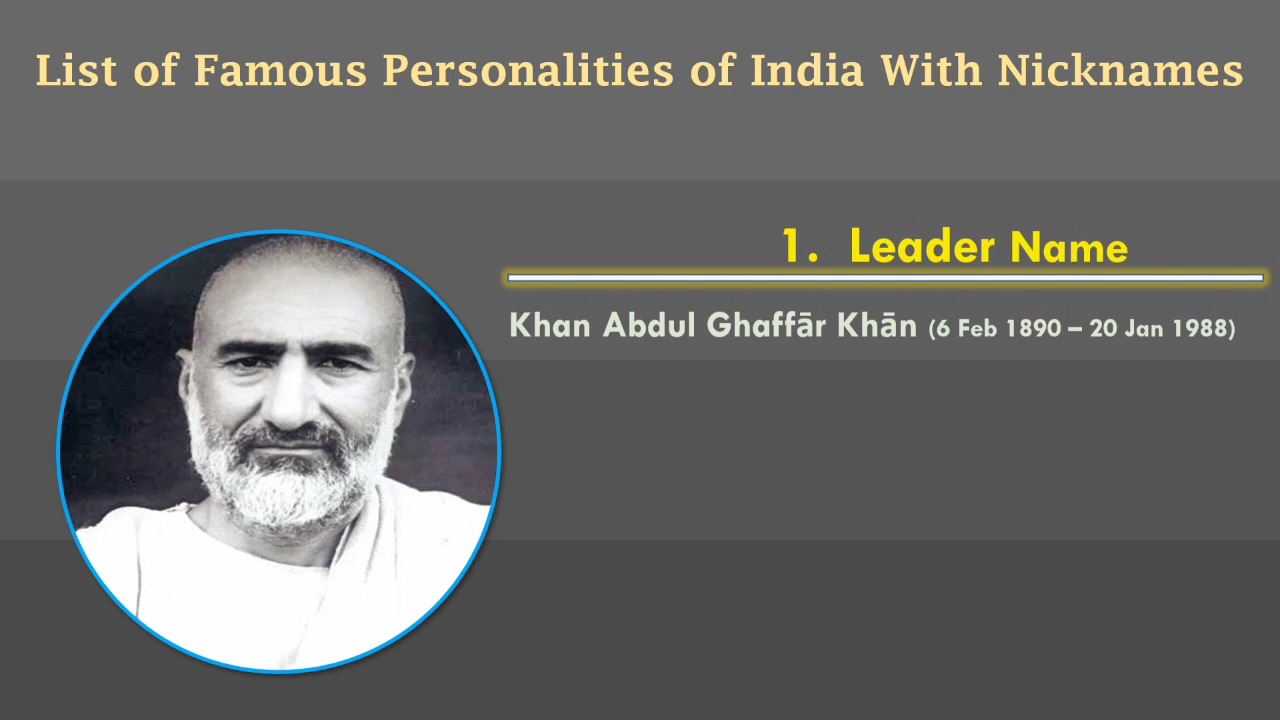 List of Famous Personalities of India With Nicknames
1. Leader Name
Khan Abdul Ghaffār Khān (6 Feb 1890 – 20 Jan 1988)